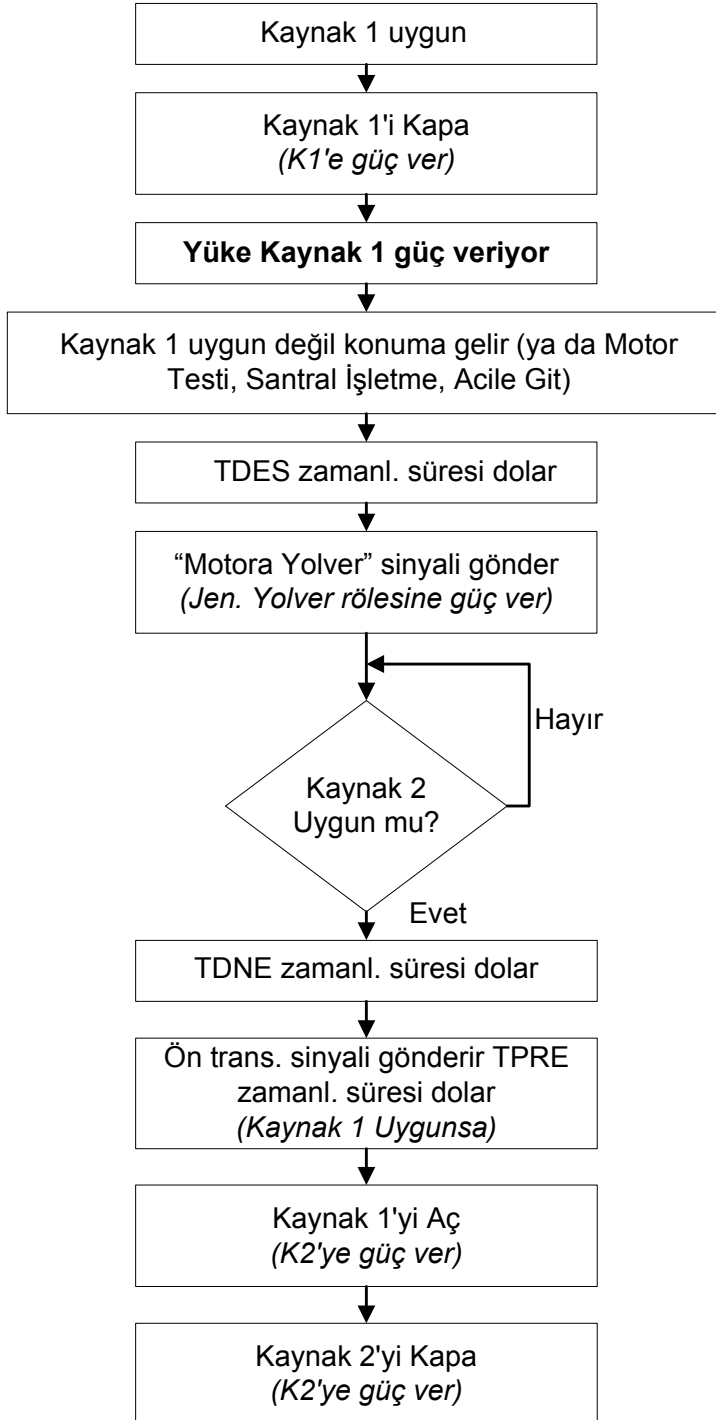 Kaynak 1 uygun
Kaynak 1'i Kapa
(K1'e güç ver)
Yüke Kaynak 1 güç veriyor
Kaynak 1 uygun değil konuma gelir (ya da Motor
Testi, Santral İşletme, Acile Git)
TDES zamanl. süresi dolar
“Motora Yolver” sinyali gönder
(Jen. Yolver rölesine güç ver)
Hayır
Kaynak 2
Uygun mu?
Evet
TDNE zamanl. süresi dolar
Ön trans. sinyali gönderir TPRE
zamanl. süresi dolar
(Kaynak 1 Uygunsa)
Kaynak 1'yi Aç
(K2'ye güç ver)
Kaynak 2'yi Kapa
(K2'ye güç ver)